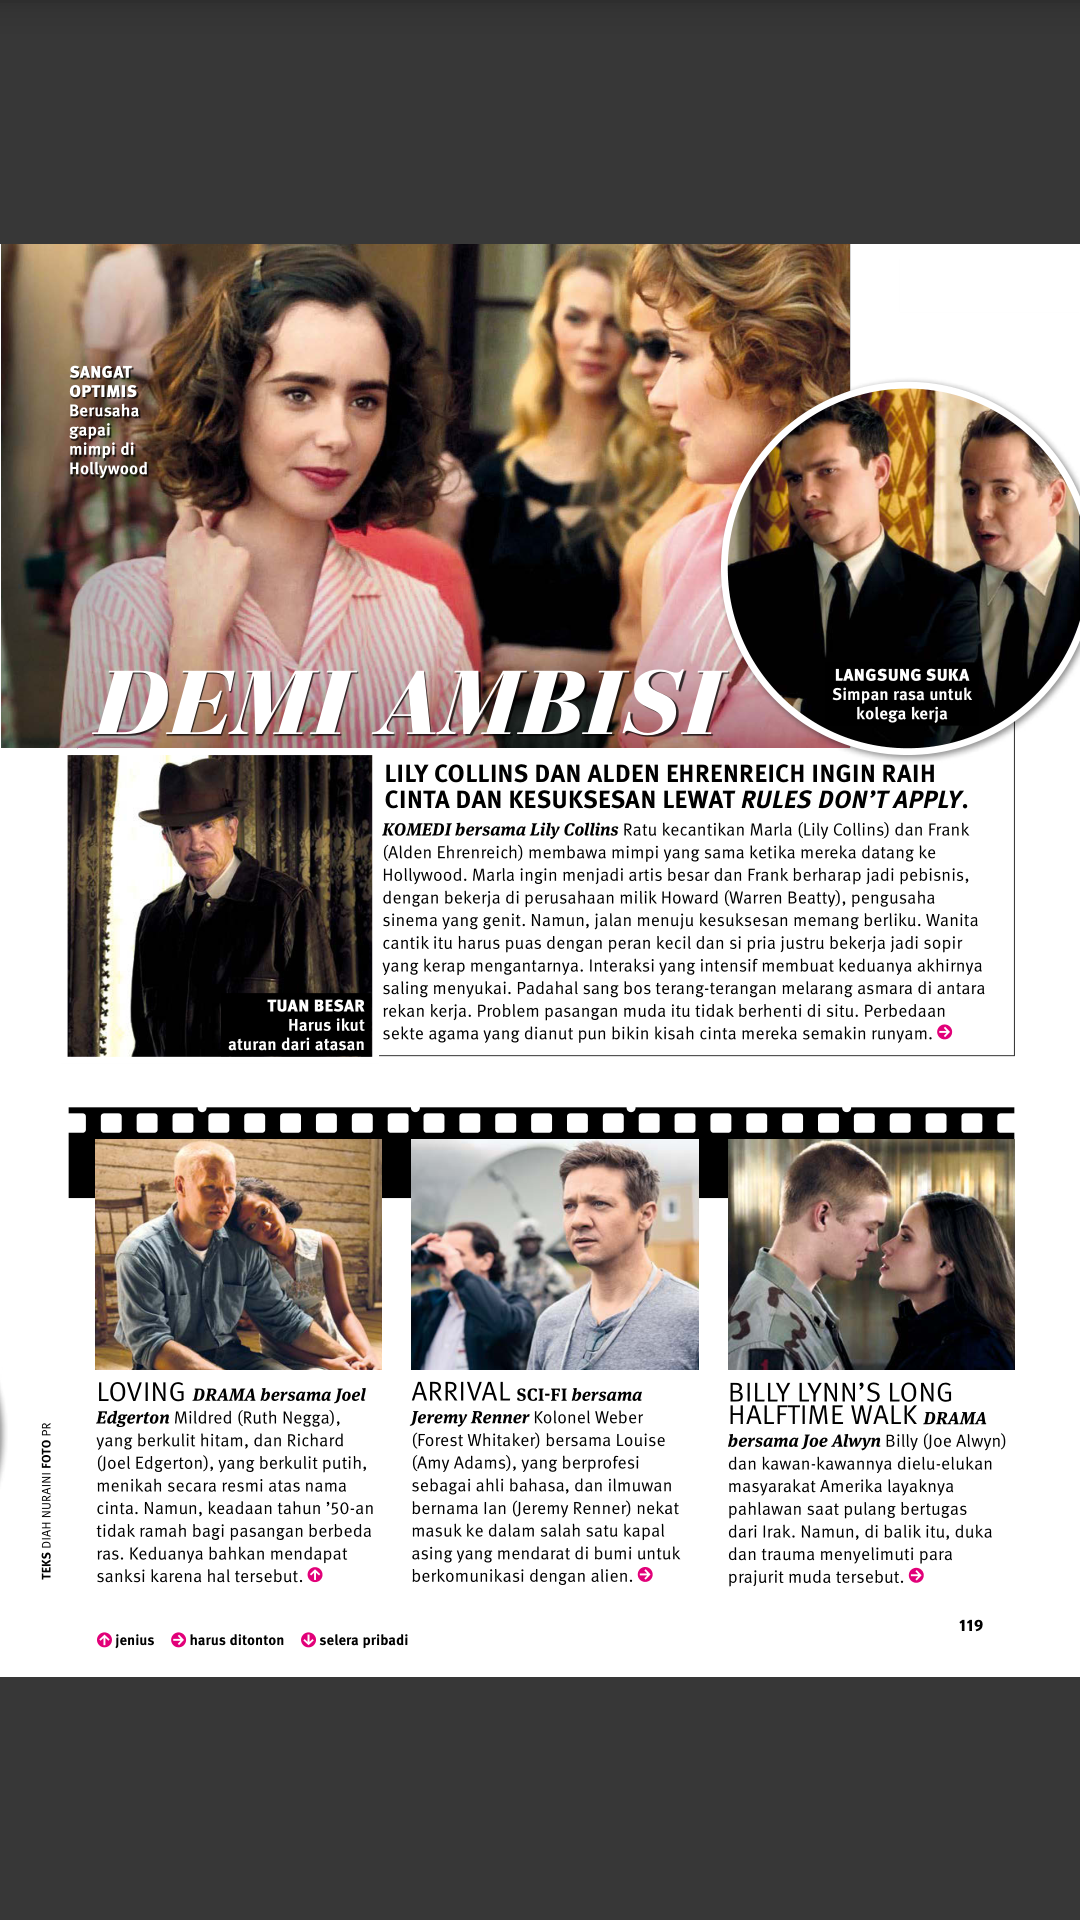 SANGAT
OPTIMIS
Berusaha
gapai
mimpi di
Hollywood
LANGSUNG SUKA
Simpan rasa untuk
kolega kerja
DEMI AMBISI
TUAN BESAR
Harus ikut
aturan dari atasan
LILY COLLINS DAN ALDEN EHRENREICH INGIN RAIH
CINTA DAN KESUKSESAN LEWAT RULES DON'T APPLY.
KOMEDI bersama Lily Collins Ratu kecantikan Marla (Lily Collins) dan Frank
(Alden Ehrenreich) membawa mimpi yang sama ketika mereka datang ke
Hollywood. Marla ingin menjadi artis besar dan Frank berharap jadi pebisnis,
dengan bekerja di perusahaan milik Howard (Warren Beatty), pengusaha
sinema yang genit. Namun, jalan menuju kesuksesan memang berliku. Wanita
cantik itu harus puas dengan peran kecil dan si pria justru bekerja jadi sopir
yang kerap mengantarnya. Interaksi yang intensif membuat keduanya akhirnya
saling menyukai. Padahal sang bos terang-terangan melarang asmara di antara
rekan kerja. Problem pasangan muda itu tidak berhenti di situ. Perbedaan
sekte agama yang dianut pun bikin kisah cinta mereka semakin runyam.
LOVING DRAMA bersama Joel
Edgerton Mildred (Ruth Negga),
yang berkulit hitam, dan Richard
(Joel Edgerton), yang berkulit putih,
menikah secara resmi atas nama
cinta. Namun, keadaan tahun '50-an
tidak ramah bagi pasangan berbeda
ras. Keduanya bahkan mendapat
sanksi karena hal tersebut.
ARRIVAL SCI-FI bersama
Jeremy Renner Kolonel Weber
(Forest Whitaker) bersama Louise
(Amy Adams), yang berprofesi
sebagai ahli bahasa, dan ilmuwan
bernama Ian (Jeremy Renner) nekat
masuk ke dalam salah satu kapal
asing yang mendarat di bumi untuk
berkomunikasi dengan alien.
BILLY LYNN'S LONG
HALFTIME WALK DRAMA
bersama Joe Alwyn Billy (Joe Alwyn)
dan kawan-kawannya dielu-elukan
masyarakat Amerika layaknya
pahlawan saat pulang bertugas
dari Irak. Namun, di balik itu, duka
dan trauma menyelimuti para
prajurit muda tersebut.
TEKS DIAH NURAINI FOTO PR
jenius harus ditonton selera pribadi
119